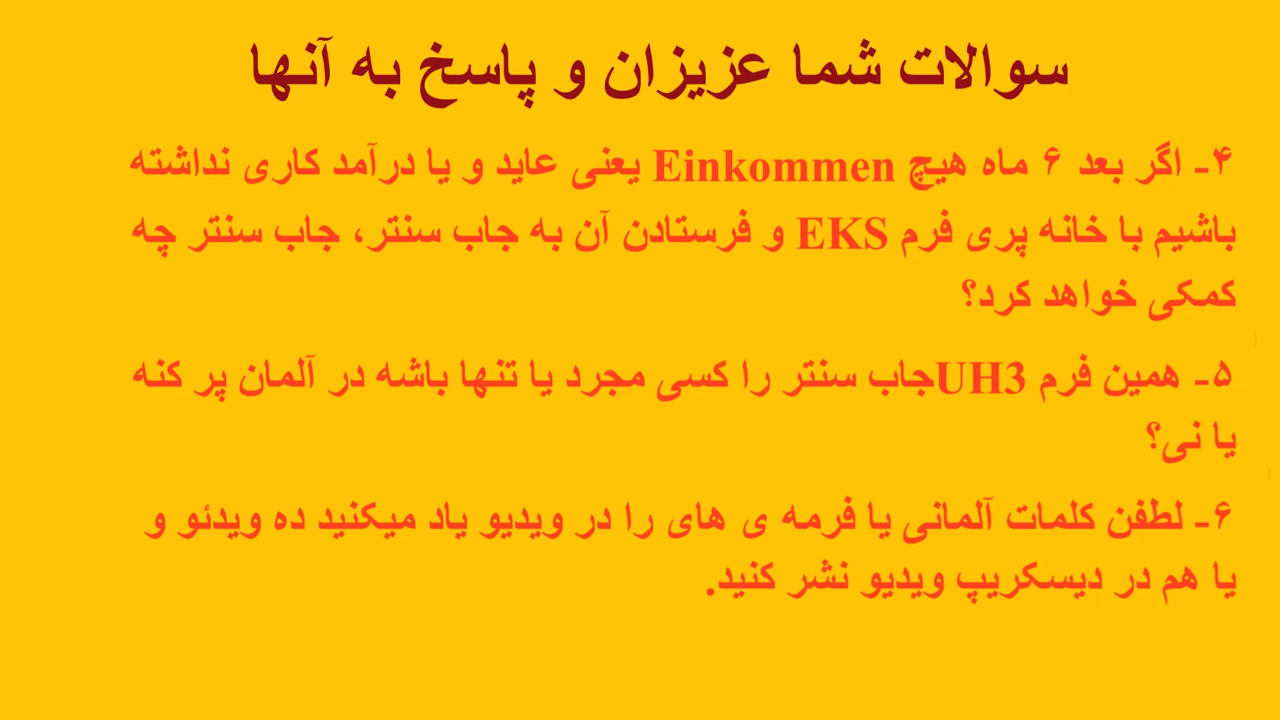 سوالات شما عزیزان و پاسخ به آنها
۴- اگر بعد ۶ ماه هیچ Einkommen یعنی عاید و یا درآمد کاری نداشته
باشیم با خانه پری فرم EKS و فرستادن آن به جاب سنتر، جاب سنتر چه
کمکی خواهد کرد؟
۵- همین فرم UH3جاب سنتر را کسی مجرد یا تنها باشه در آلمان پر کنه
یا نی؟
۶- لطفن کلمات آلمانی یا فرمه ی های را در ویدیو یاد میکنید ده ویدئو و
یا هم در دیسکریپ ویدیو نشر کنید.